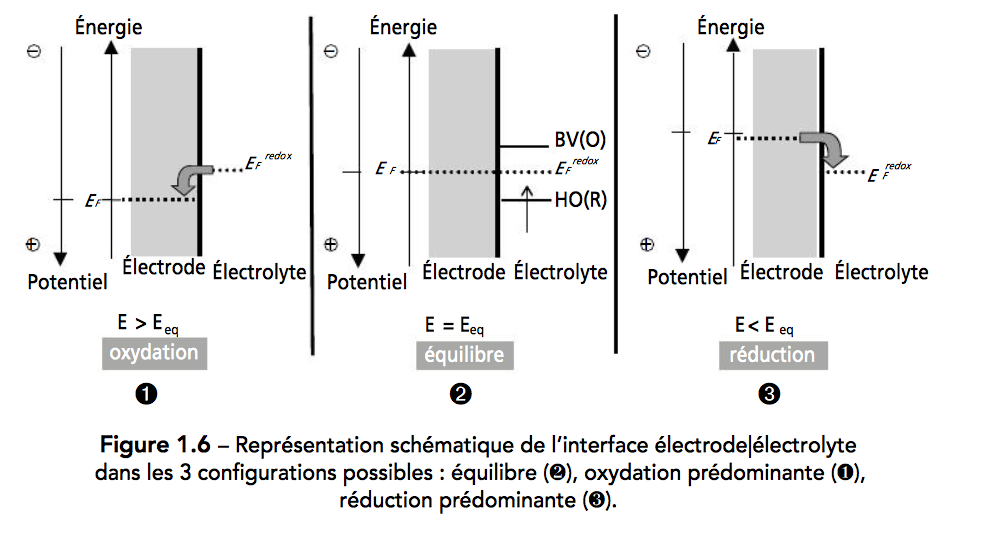 Énergie
⊖
E_F^redox
E_F
⊕
Potentiel
Électrode
Électrolyte
E > E_eq
oxydation
❶
Énergie
⊖
BV(O)
E_F
E_F^redox
HO(R)
⊕
Potentiel
Électrode
Électrolyte
E = E_eq
équilibre
❷
Énergie
⊖
E_F
E_F^redox
⊕
Potentiel
Électrode
Électrolyte
E < E_eq
réduction
❸
Figure 1.6 – Représentation schématique de l’interface électrode|électrolyte
dans les 3 configurations possibles : équilibre (❷), oxydation prédominante (❶),
réduction prédominante (❸).